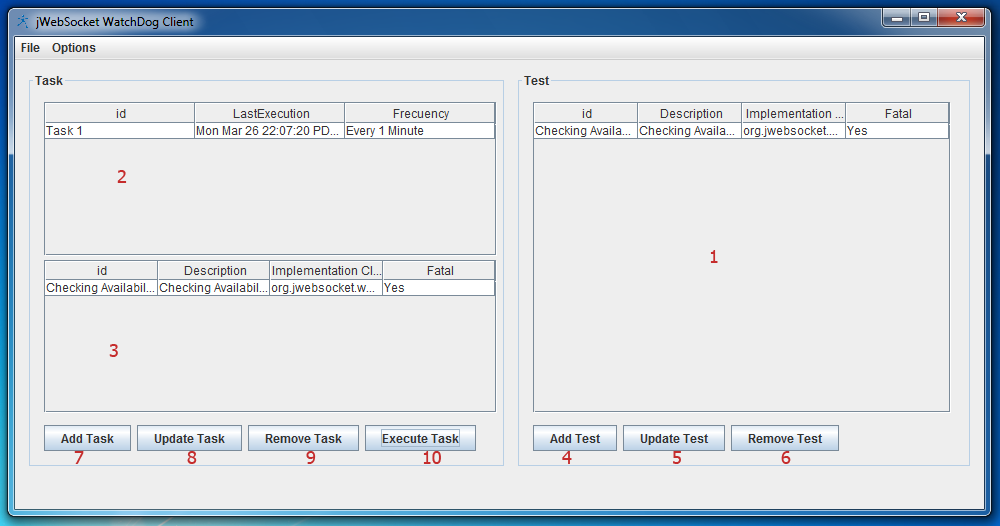 jWebSocket WatchDog Client
File Options
Task
id LastExecution Frecuency
Task 1 Mon Mar 26 22:07:20 PD... Every 1 Minute
2
id Description Implementation Cl... Fatal
Checking Availabil... Checking Availabil... org.jwebsocket.w... Yes
3
Add Task Update Task Remove Task Execute Task
7 8 9 10
Test
id Description Implementation ... Fatal
Checking Availa... Checking Availa... org.jwebsocket.... Yes
1
Add Test Update Test Remove Test
4 5 6